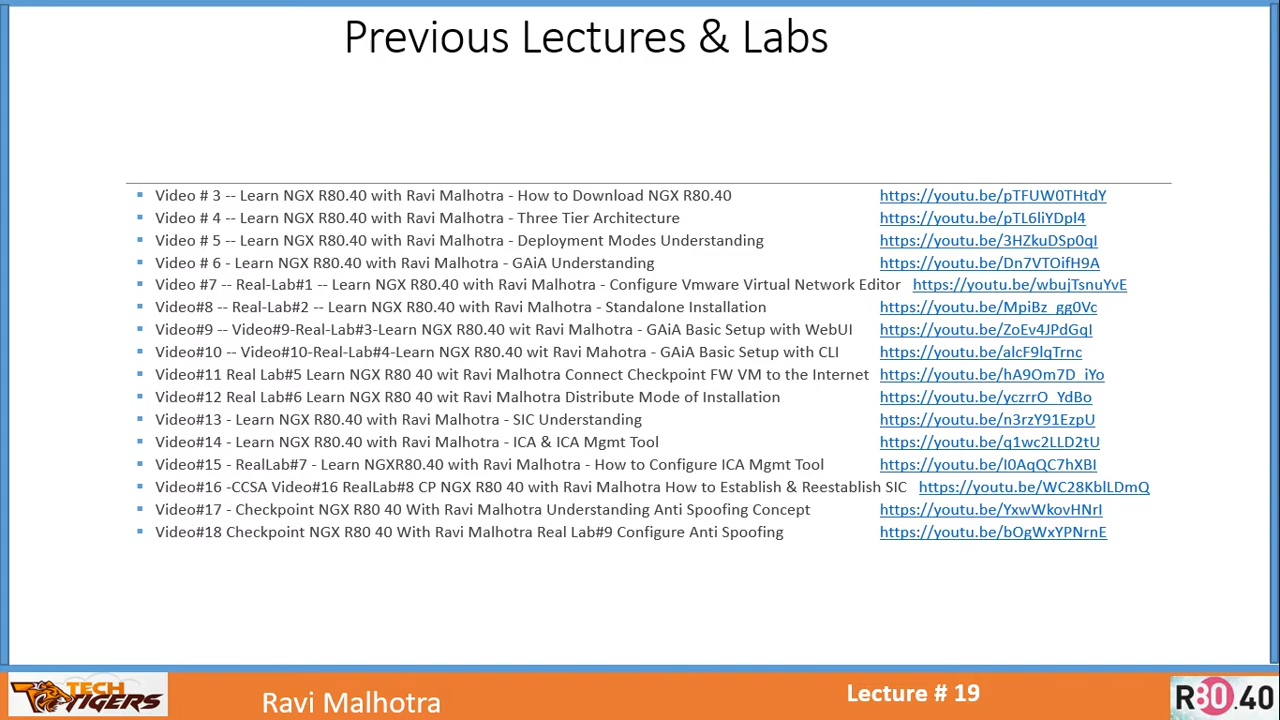 Previous Lectures & Labs
Video # 3 -- Learn NGX R80.40 with Ravi Malhotra - How to Download NGX R80.40 https://youtu.be/pTFUW0THtdY
Video # 4 -- Learn NGX R80.40 with Ravi Malhotra - Three Tier Architecture https://youtu.be/pTL6liYDpl4
Video # 5 -- Learn NGX R80.40 with Ravi Malhotra - Deployment Modes Understanding https://youtu.be/3HZkuDSp0qI
Video # 6 - Learn NGX R80.40 with Ravi Malhotra - GAiA Understanding https://youtu.be/Dn7VTOifH9A
Video #7 -- Real-Lab#1 -- LearnNGX R80.40 with Ravi Malhotra - Configure Vmware Virtual Network Editor https://youtu.be/wbujTsnuYvE
Video#8 -- Real-Lab#2 -- Learn NGX R80.40 with Ravi Malhotra - Standalone Installation https://youtu.be/MpiBz_gg0Vc
Video#9 -- Video#9-Real-Lab#3-Learn NGX R80.40 wit Ravi Malhotra - GAiA Basic Setup with WebUI https://youtu.be/ZoEv4JPdGqI
Video#10 -- Video#10-Real-Lab#4-Learn NGX R80.40 wit Ravi Mahotra - GAiA Basic Setup with CLI https://youtu.be/alcF9lqTrnc
Video#11 Real Lab#5 Learn NGX R80 40 wit Ravi Malhotra Connect Checkpoint FW VM to the Internet https://youtu.be/hA9Om7D_iYo
Video#12 Real Lab#6 Learn NGX R80 40 wit Ravi Malhotra Distribute Mode of Installation https://youtu.be/yczrrO_YdBo
Video#13 - Learn NGX R80.40 with Ravi Malhotra - SIC Understanding https://youtu.be/n3rzY91EzpU
Video#14 - Learn NGX R80.40 with Ravi Malhotra - ICA & ICA Mgmt Tool https://youtu.be/q1wc2LLD2tU
Video#15 - RealLab#7 - Learn NGXR80.40 with Ravi Malhotra - How to Configure ICA Mgmt Tool https://youtu.be/I0AqQC7hXBI
Video#16 -CCSA Video#16 RealLab#8 CP NGX R80 40 with Ravi Malhotra How to Establish & Reestablish SIC https://youtu.be/WC28KblLDmQ
Video#17 - Checkpoint NGX R80 40 With Ravi Malhotra Understanding Anti Spoofing Concept https://youtu.be/YxwWkovHNrI
Video#18 Checkpoint NGX R80 40 With Ravi Malhotra Real Lab#9 Configure Anti Spoofing https://youtu.be/bOgWxYPNrnE
TECH TIGERS
Ravi Malhotra
Lecture # 19
R80.40